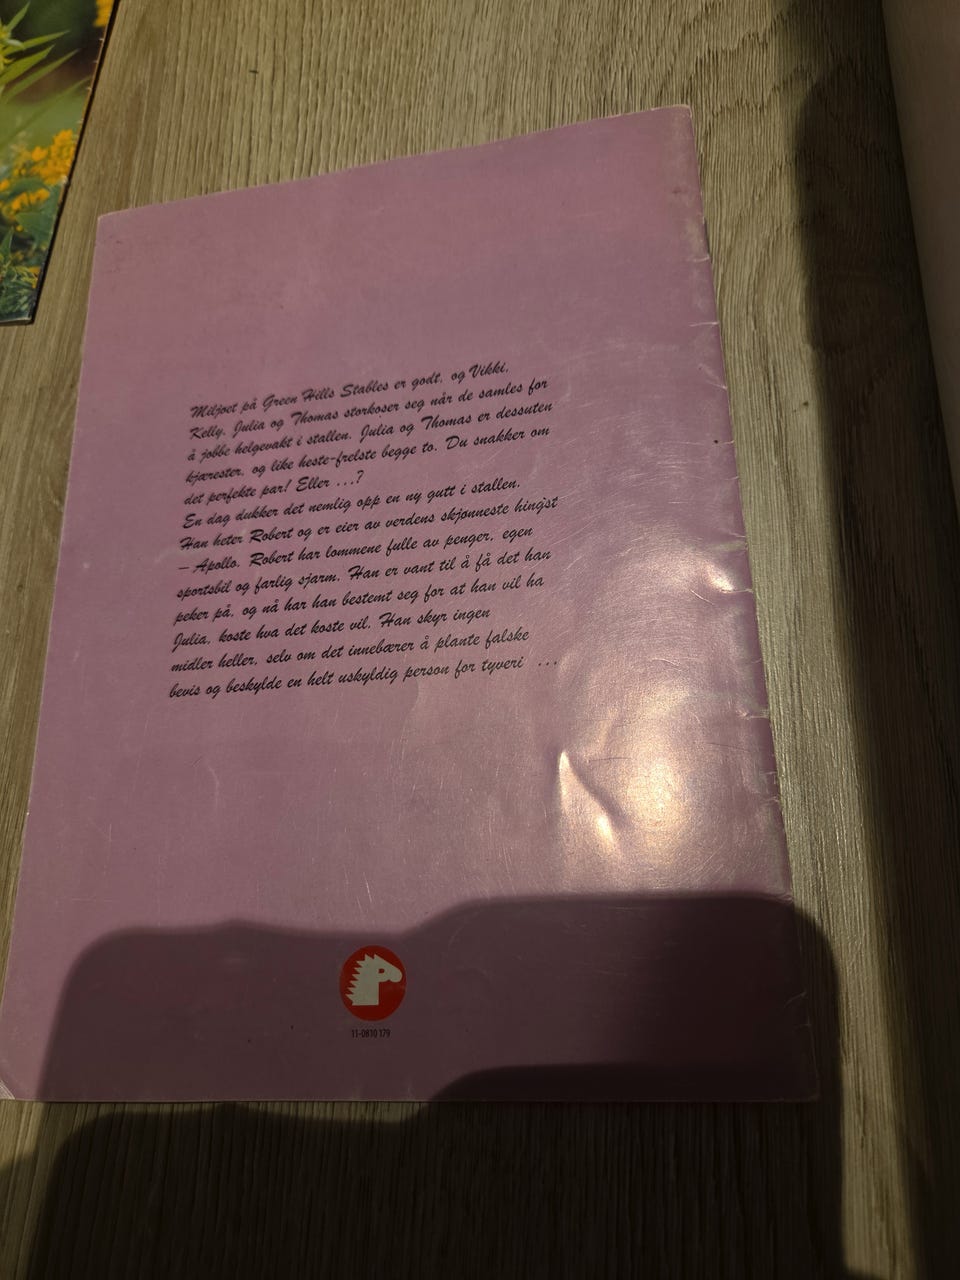 Miljøet på Green Hills Stables er godt, og Vikki,
Kelly, Julia og Thomas storkoser seg når de samles for
å jobbe helgevakt i stallen. Julia og Thomas er dessuten
kjærester, og like heste-frelste begge to. Du snakker om
det perfekte par! Eller ...?
En dag dukker det nemlig opp en ny gutt i stallen.
Han heter Robert og er eier av verdens skjønneste hingst
– Apollo. Robert har lommene fulle av penger, egen
sportsbil og farlig sjarm. Han er vant til å få det han
peker på, og nå har han bestemt seg for at han vil ha
Julia, koste hva det koste vil. Han skyr ingen
midler heller, selv om det innebærer å plante falske
bevis og beskylde en helt uskyldig person for tyveri ...
11-0810 179